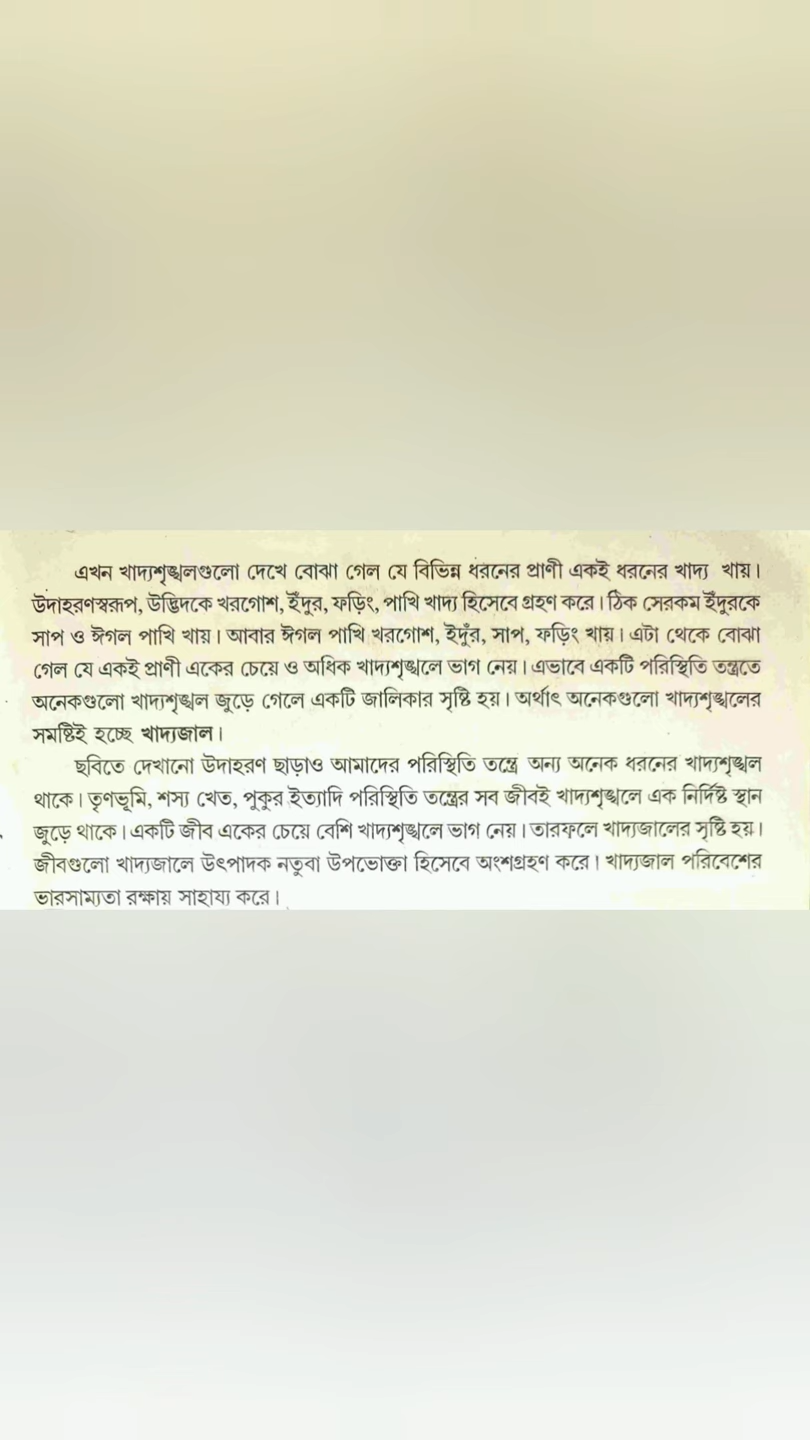 এখন খাদ্যশৃঙ্খলগুলো দেখে বোঝা গেল যে বিভিন্ন ধরনের প্রাণী একই ধরনের খাদ্য খায়।
উদাহরণস্বরূপ, উদ্ভিদকে খরগোশ, ইঁদুর, ফড়িং, পাখি খাদ্য হিসেবে গ্রহণ করে। ঠিক সেরকম ইঁদুরকে
সাপ ও ঈগল পাখি খায়। আবার ঈগল পাখি খরগোশ, ইদুঁর, সাপ, ফড়িং খায়। এটা থেকে বোঝা
গেল যে একই প্রাণী একের চেয়ে ও অধিক খাদ্যশৃঙ্খলে ভাগ নেয়। এভাবে একটি পরিস্থিতি তন্ত্রতে
অনেকগুলো খাদ্যশৃঙ্খল জুড়ে গেলে একটি জালিকার সৃষ্টি হয়। অর্থাৎ অনেকগুলো খাদ্যশৃঙ্খলের
সমষ্টিই হচ্ছে খাদ্যজাল।
ছবিতে দেখানো উদাহরণ ছাড়াও আমাদের পরিস্থিতি তন্ত্রে অন্য অনেক ধরনের খাদ্যশৃঙ্খল
থাকে। তৃণভূমি, শস্য খেত, পুকুর ইত্যাদি পরিস্থিতি তন্ত্রের সব জীবই খাদ্যশৃঙ্খলে এক নির্দিষ্ট স্থান
জুড়ে থাকে। একটি জীব একের চেয়ে বেশি খাদ্যশৃঙ্খলে ভাগ নেয়। তারফলে খাদ্যজালের সৃষ্টি হয়।
জীবগুলো খাদ্যজালে উৎপাদক নতুবা উপভোক্তা হিসেবে অংশগ্রহণ করে। খাদ্যজাল পরিবেশের
ভারসাম্যতা রক্ষায় সাহায্য করে।